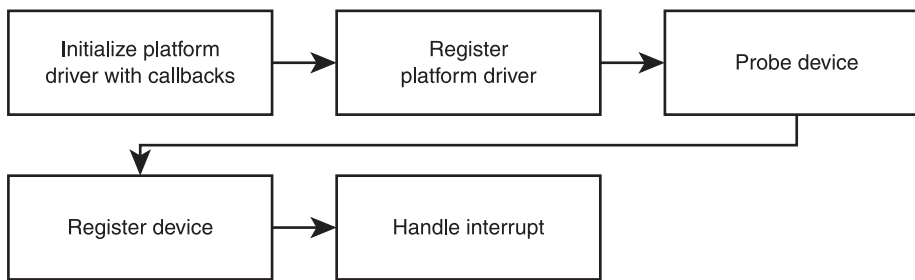 Initialize platform
driver with callbacks
Register
platform driver
Probe device
Register device
Handle interrupt